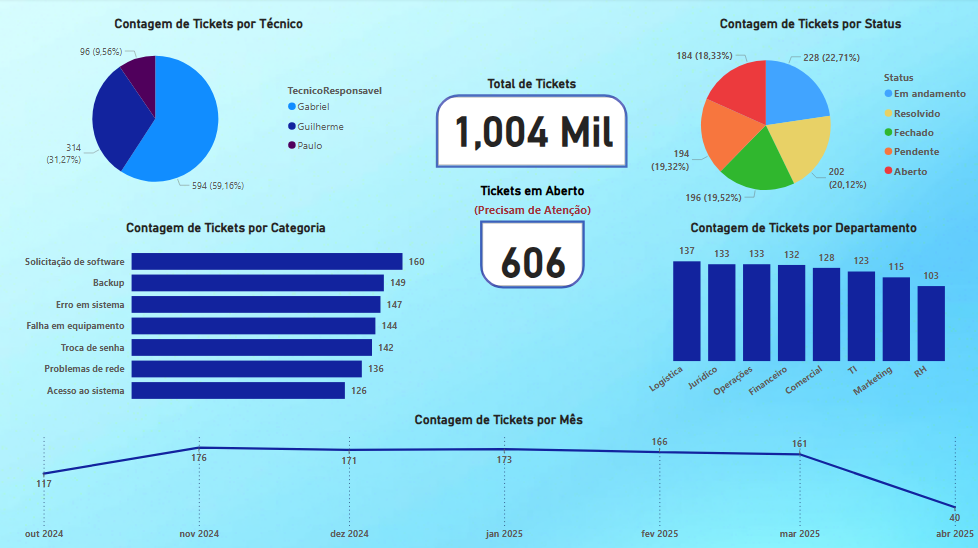 Contagem de Tickets por Técnico
96 (9,56%)
314
(31,27%)
594 (59,16%)
TecnicoResponsavel
Gabriel
Guilherme
Paulo
Total de Tickets
1,004 Mil
Tickets em Aberto
(Precisam de Atenção)
606
Contagem de Tickets por Status
184 (18,33%)
228 (22,71%)
194
(19,32%)
202
(20,12%)
196 (19,52%)
Status
Em andamento
Resolvido
Fechado
Pendente
Aberto
Contagem de Tickets por Categoria
Solicitação de software 160
Backup 149
Erro em sistema 147
Falha em equipamento 144
Troca de senha 142
Problemas de rede 136
Acesso ao sistema 126
Contagem de Tickets por Departamento
137 133 133 132 128 123 115 103
Logística Jurídico Operações Financeiro Comercial TI Marketing RH
Contagem de Tickets por Mês
117 176 171 173 166 161 40
out 2024 nov 2024 dez 2024 jan 2025 fev 2025 mar 2025 abr 2025